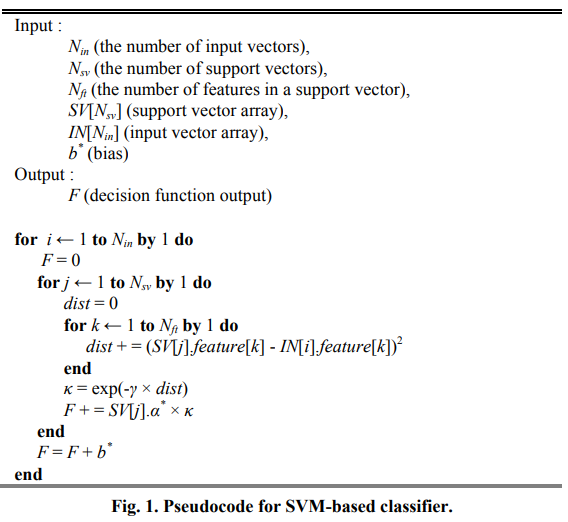 Input :
N_in (the number of input vectors),
N_sv (the number of support vectors),
N_ft (the number of features in a support vector),
SV[N_sv] (support vector array),
IN[N_in] (input vector array),
b* (bias)
Output :
F (decision function output)
for i ← 1 to N_in by 1 do
F = 0
for j ← 1 to N_sv by 1 do
dist = 0
for k ← 1 to N_ft by 1 do
dist + = (SV[j].feature[k] - IN[i].feature[k])²
end
κ = exp(-γ × dist)
F + = SV[j].α* × κ
end
F = F + b*
end
Fig. 1. Pseudocode for SVM-based classifier.